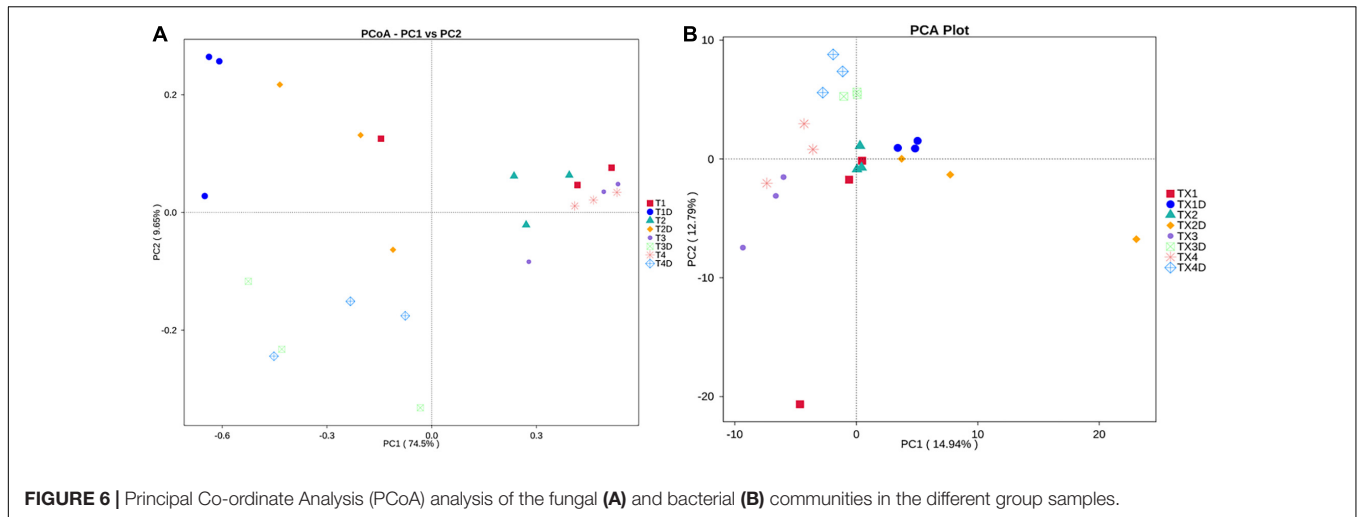 A
PCoA - PC1 vs PC2
0.2
0.0
-0.2
PC2 ( 9.65%)
-0.6
-0.3
0.0
0.3
PC1 ( 74.5%)
T1
T1D
T2
T2D
T3
T3D
T4
T4D
B
PCA Plot
10
0
-10
-20
PC2 ( 12.79% )
-10
0
10
20
PC1 ( 14.94% )
TX1
TX1D
TX2
TX2D
TX3
TX3D
TX4
TX4D
FIGURE 6 | Principal Co-ordinate Analysis (PCoA) analysis of the fungal (A) and bacterial (B) communities in the different group samples.